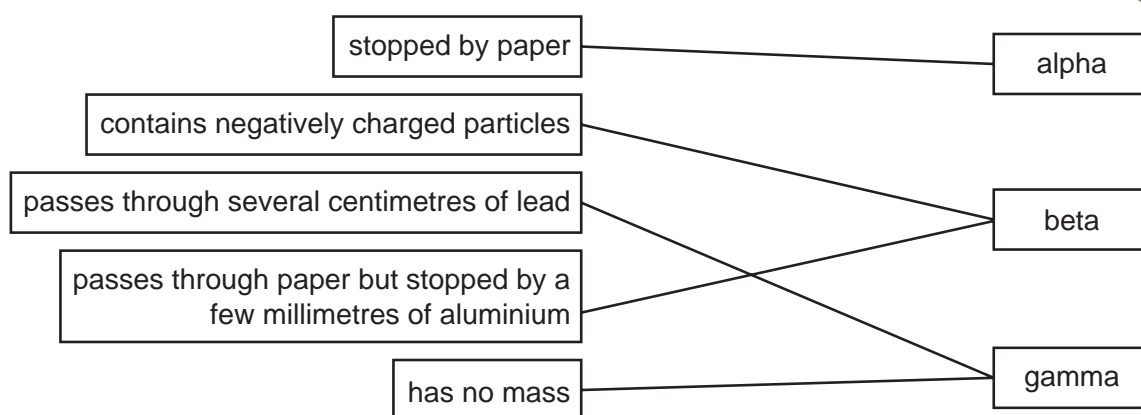 stopped by paper
alpha
contains negatively charged particles
passes through several centimetres of lead
beta
passes through paper but stopped by a
few millimetres of aluminium
gamma
has no mass